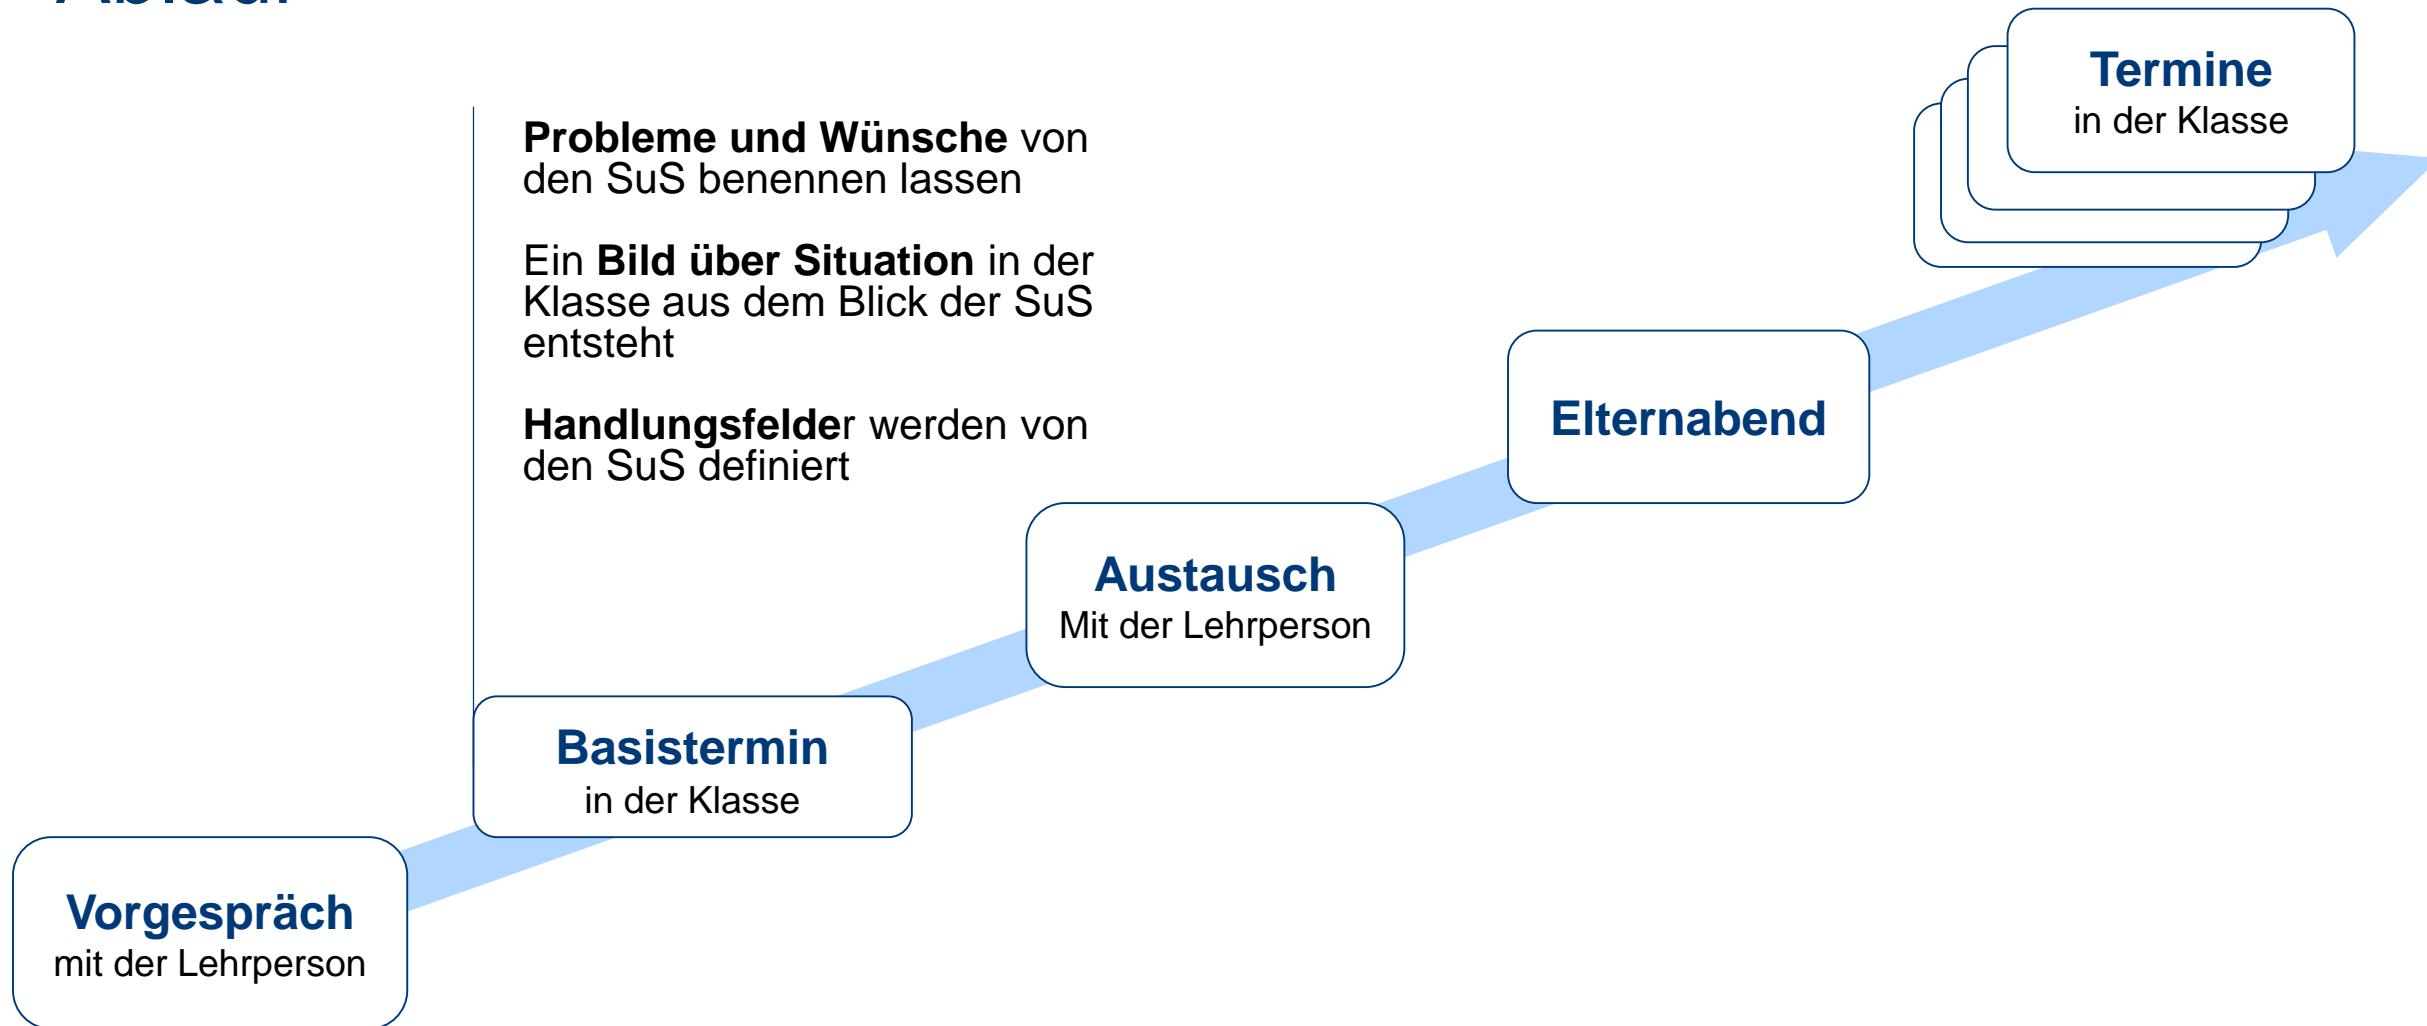 Termine
in der Klasse
Probleme und Wünsche von
den SuS benennen lassen
Ein Bild über Situation in der
Klasse aus dem Blick der SuS
entsteht
Handlungsfelder werden von
den SuS definiert
Elternabend
Austausch
Mit der Lehrperson
Basistermin
in der Klasse
Vorgespräch
mit der Lehrperson